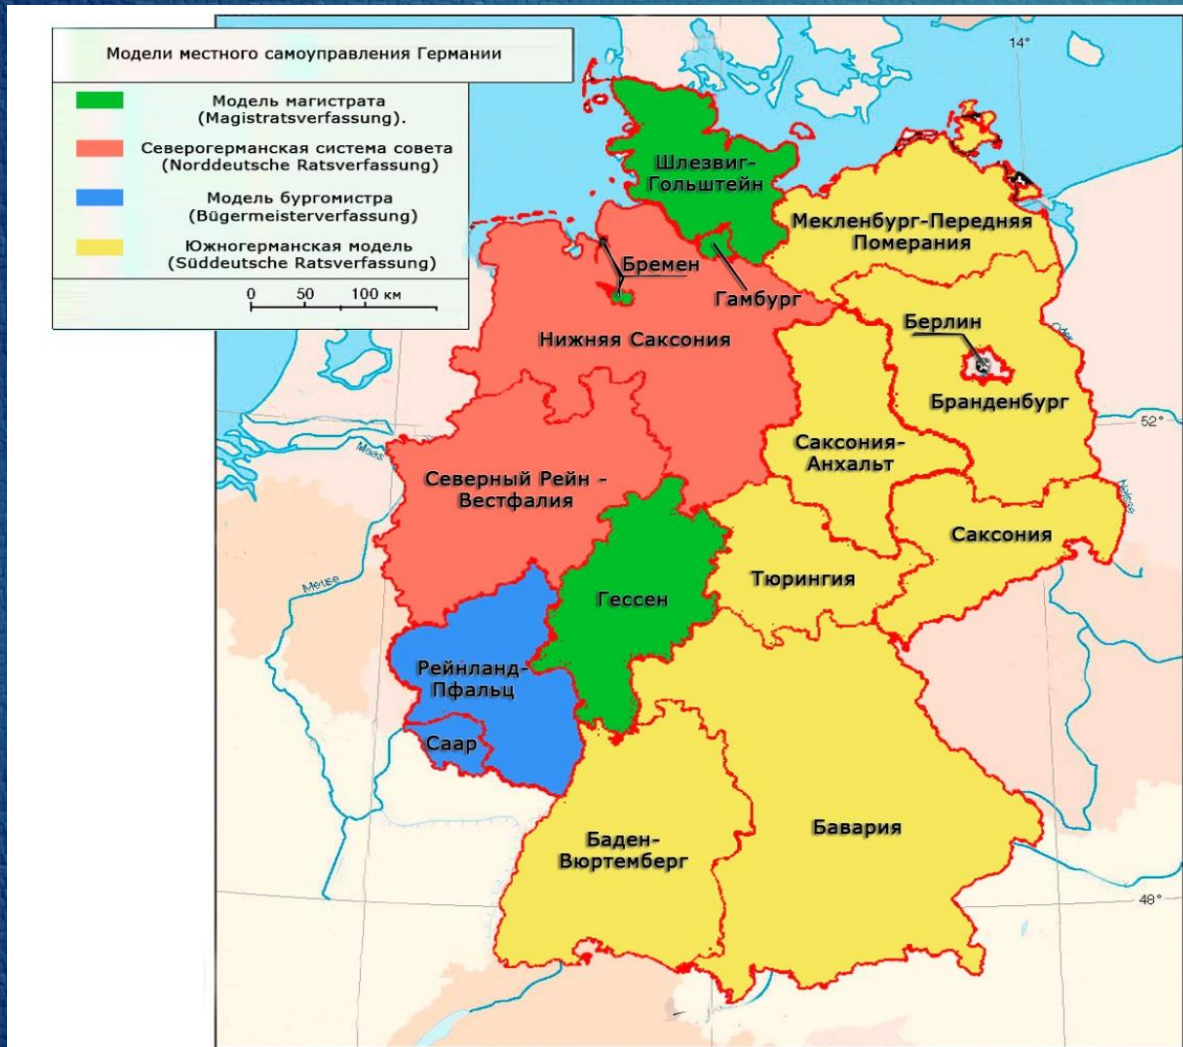 Модели местного самоуправления Германии
Модель магистрата
(Magistratsverfassung).
Северогерманская система совета
(Norddeutsche Ratsverfassung)
Модель бургомистра
(Bügermeisterverfassung)
Южногерманская модель
(Süddeutsche Ratsverfassung)
0 50 100 км
14°
Шлезвиг-
Гольштейн
Мекленбург-Передняя
Померания
Бремен
Гамбург
Берлин
Нижняя Саксония
Бранденбург
52°
Саксония-
Анхальт
Maas
Северный Рейн -
Вестфалия
Саксония
Meuse
Тюрингия
Гессен
Рейнланд-
Пфальц
Саар
Бавария
Баден-
Вюртемберг
48°